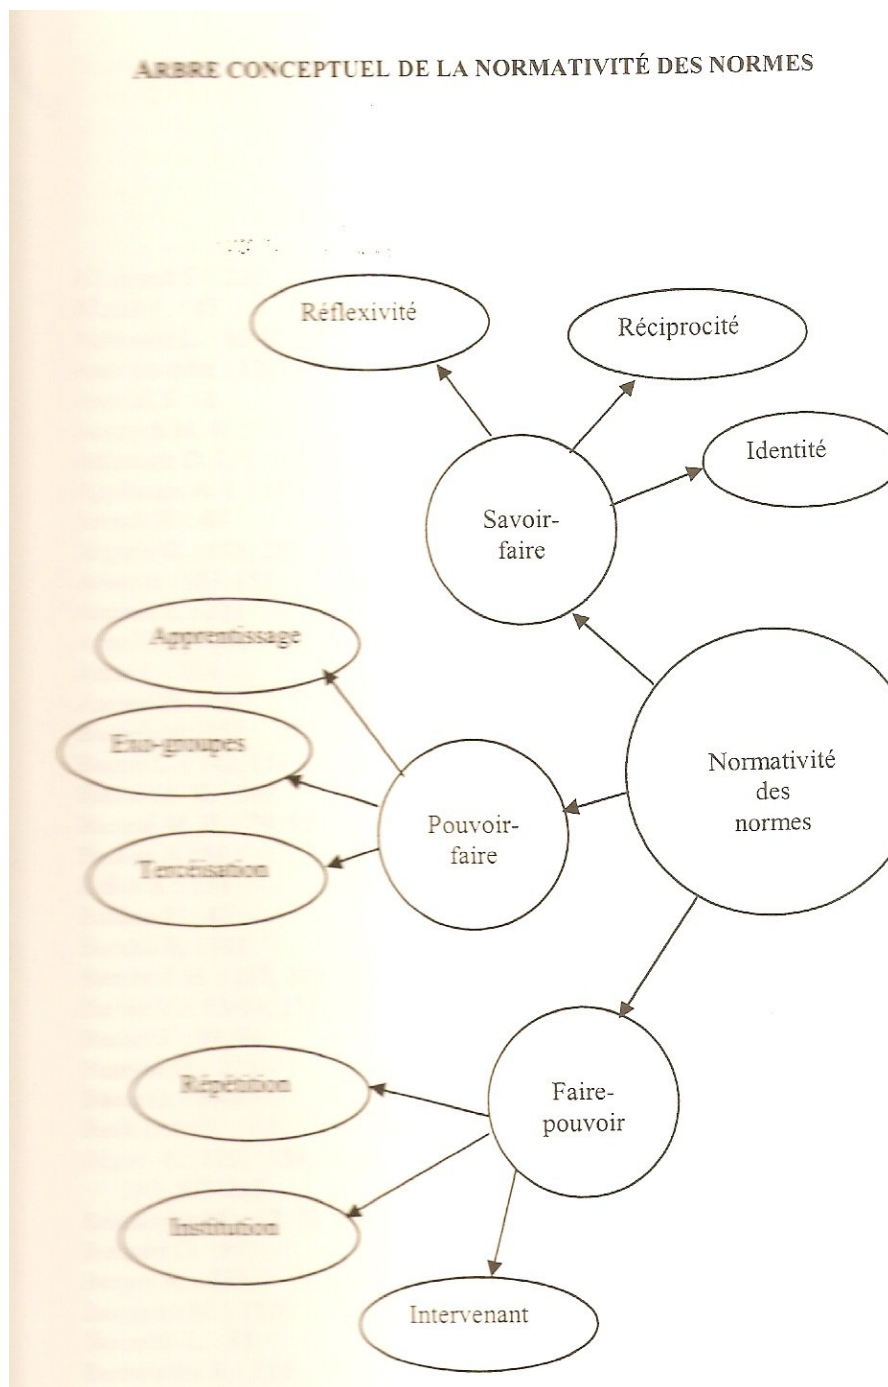 ARBRE CONCEPTUEL DE LA NORMATIVITÉ DES NORMES
Réflexivité
Réciprocité
Identité
Savoir-
faire
Apprentissage
Exo-groupes
Tercéisation
Pouvoir-
faire
Normativité
des
normes
Répétition
Institution
Intervenant
Faire-
pouvoir